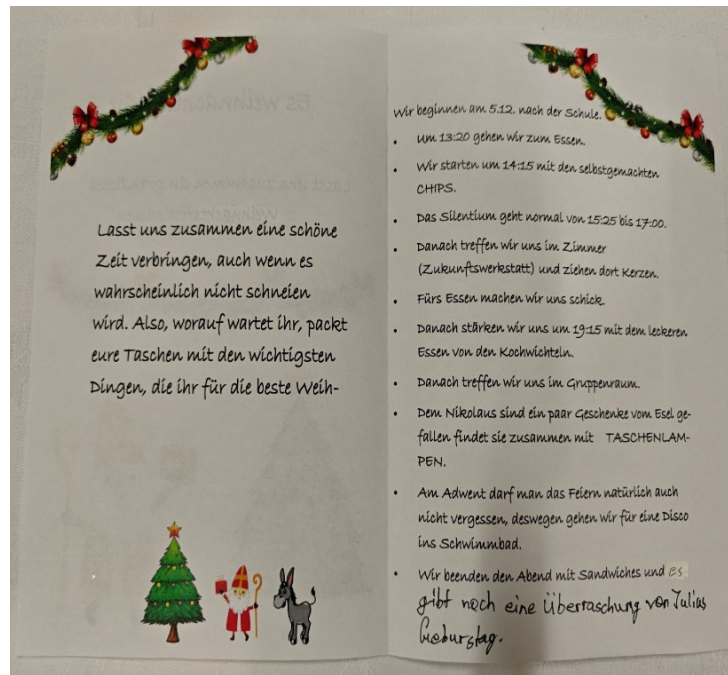 Lasst uns zusammen eine schöne
Zeit verbringen, auch wenn es
wahrscheinlich nicht schneien
wird. Also, worauf wartet ihr, packt
eure Taschen mit den wichtigsten
Dingen, die ihr für die beste Weih-
Wir beginnen am 5.12. nach der Schule.
• Um 13:20 gehen wir zum Essen.
• Wir starten um 14:15 mit den selbstgemachten
CHIPS.
• Das Silentium geht normal von 15:25 bis 17:00.
• Danach treffen wir uns im Zimmer
(Zukunftswerkstatt) und ziehen dort Kerzen.
• Fürs Essen machen wir uns schick.
• Danach stärken wir uns um 19:15 mit dem leckeren
Essen von den Kochwichteln.
• Danach treffen wir uns im Gruppenraum.
• Dem Nikolaus sind ein paar Geschenke vom Esel ge-
fallen findet sie zusammen mit TASCHENLAM-
PEN.
• Am Adwent darf man das Feiern natürlich auch
nicht vergessen, deswegen gehen wir für eine Disco
ins Schwimmbad.
• Wir beenden den Abend mit Sandwiches und es
gibt noch eine Überraschung von Julius
Geburstag.